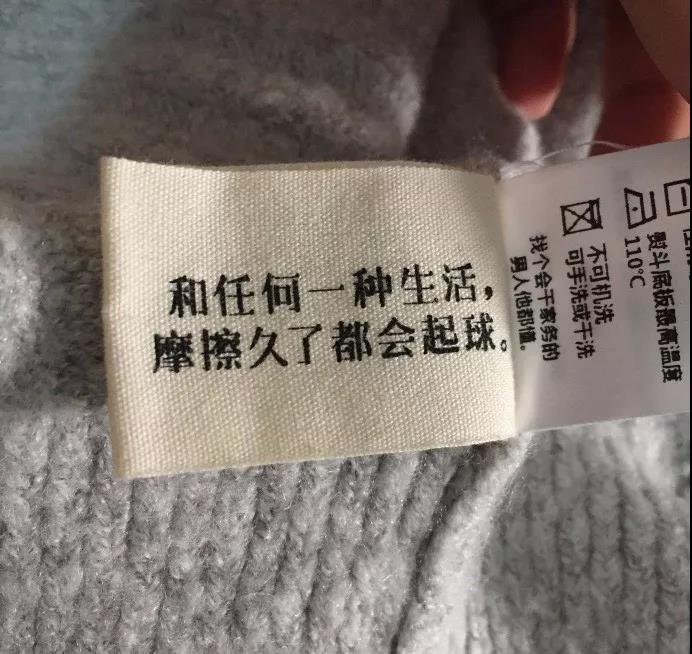 和任何一种生活，
摩擦久了都会起球。
熨斗底板最高温度
110℃
不可机洗
可手洗或干洗
找个会干家务的
男人他都懂。